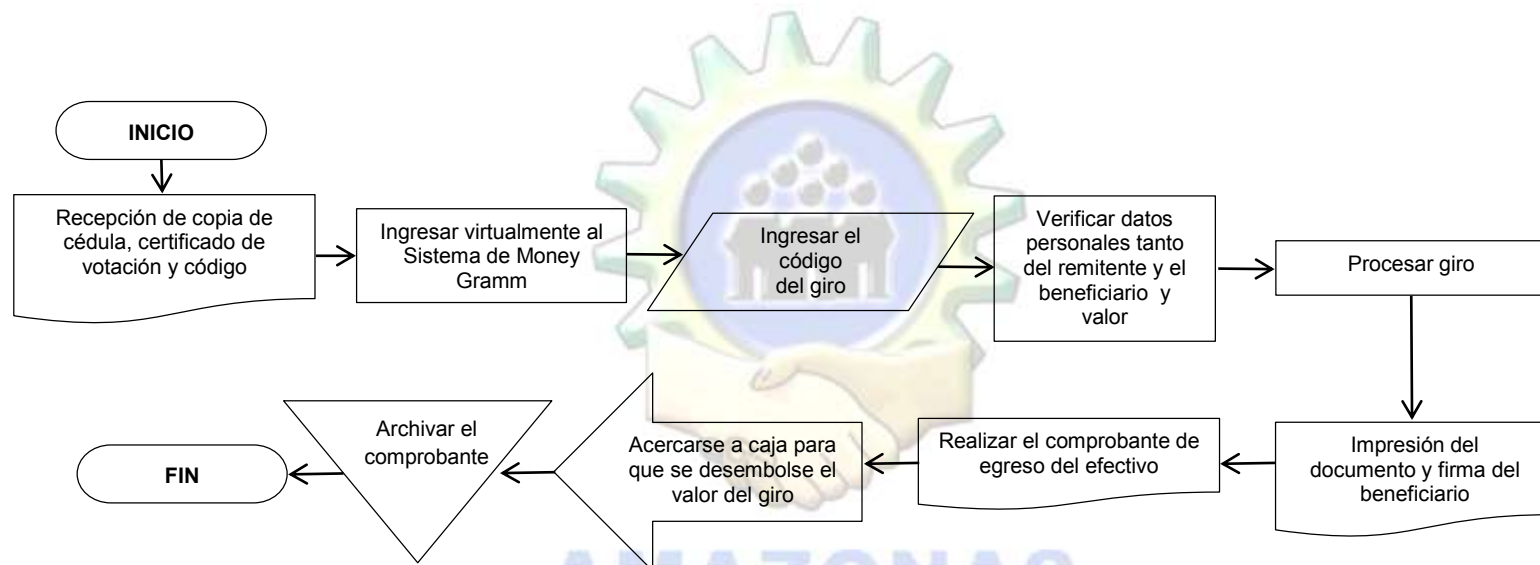 INICIO
Recepción de copia de
cédula, certificado de
votación y código
Ingresar virtualmente al
Sistema de Money
Gramm
Ingresar el
código
del giro
Verificar datos
personales tanto
del remitente y el
beneficiario y
valor
Procesar giro
Impresión del
documento y firma del
beneficiario
Realizar el comprobante de
egreso del efectivo
Acercarse a caja para
que se desembolse el
valor del giro
Archivar el
comprobante
FIN
AMAZONAS